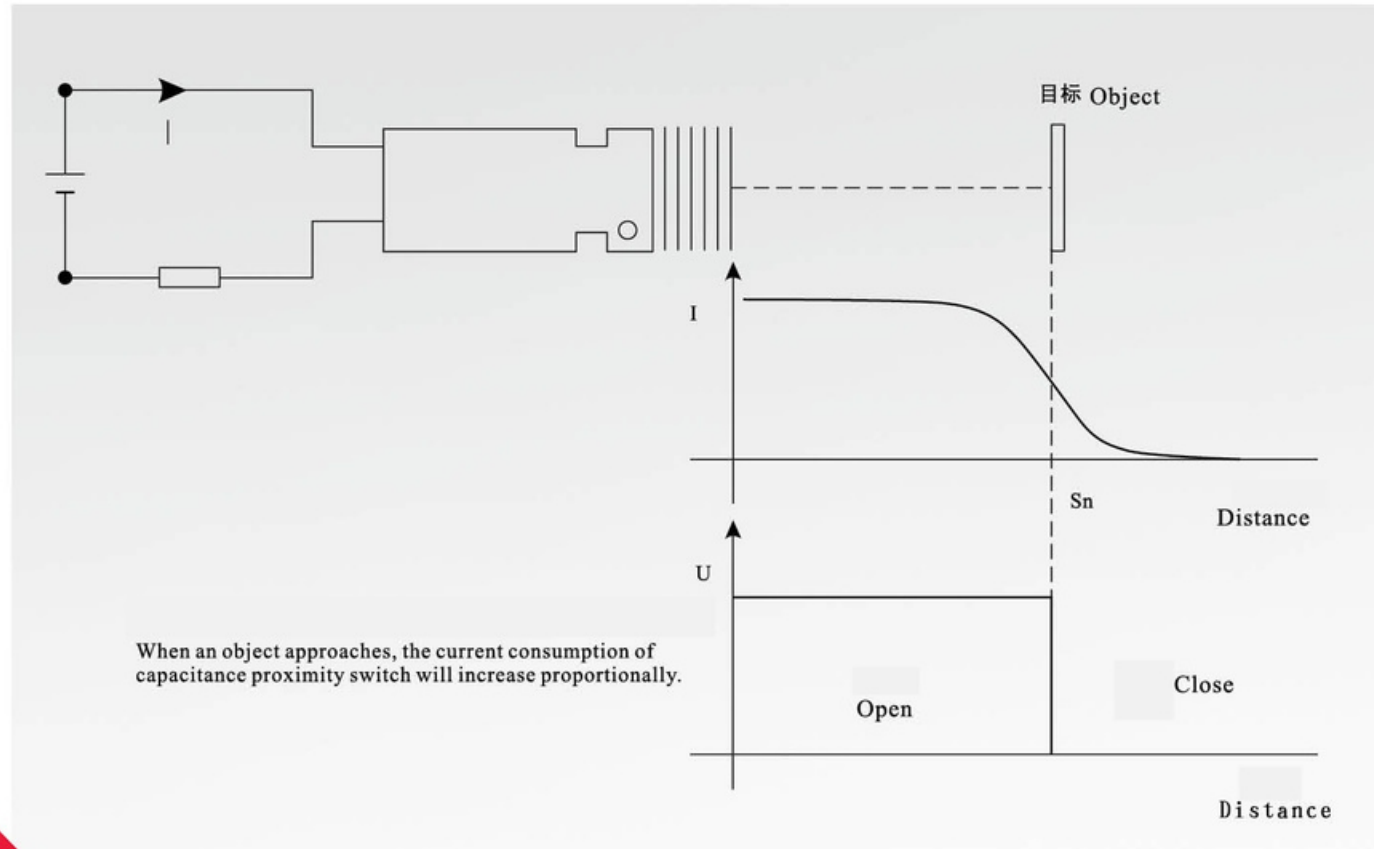 目标 Object
I
I
Sn
Distance
U
When an object approaches, the current consumption of
capacitance proximity switch will increase proportionally.
Close
Open
Distance